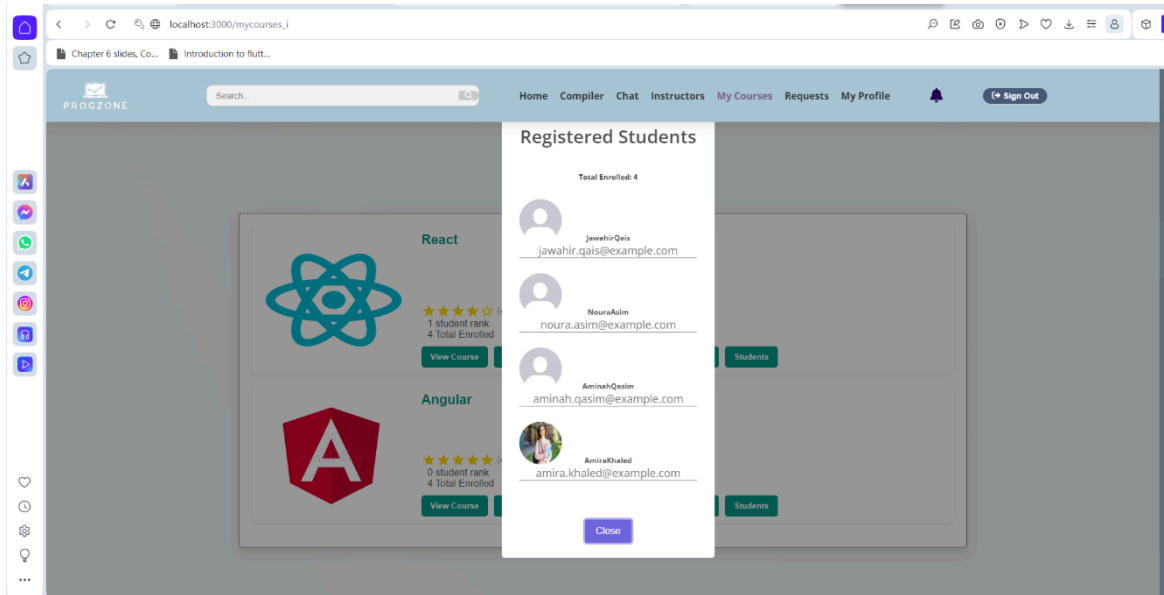 localhost:3000/mycourses_i
Chapter 6 slides, Co... Introduction to flutt...
PROGZONE
Search...
Home Compiler Chat Instructors My Courses Requests My Profile
Sign Out
Registered Students
Total Enrolled: 4
JawahirQais
jawahir.qais@example.com
NouraAsim
noura.asim@example.com
AminahQasim
aminah.qasim@example.com
AmiraKhaled
amira.khaled@example.com
Close
React
1 student rank
4 Total Enrolled
View Course Students
Angular
0 student rank
4 Total Enrolled
View Course Students